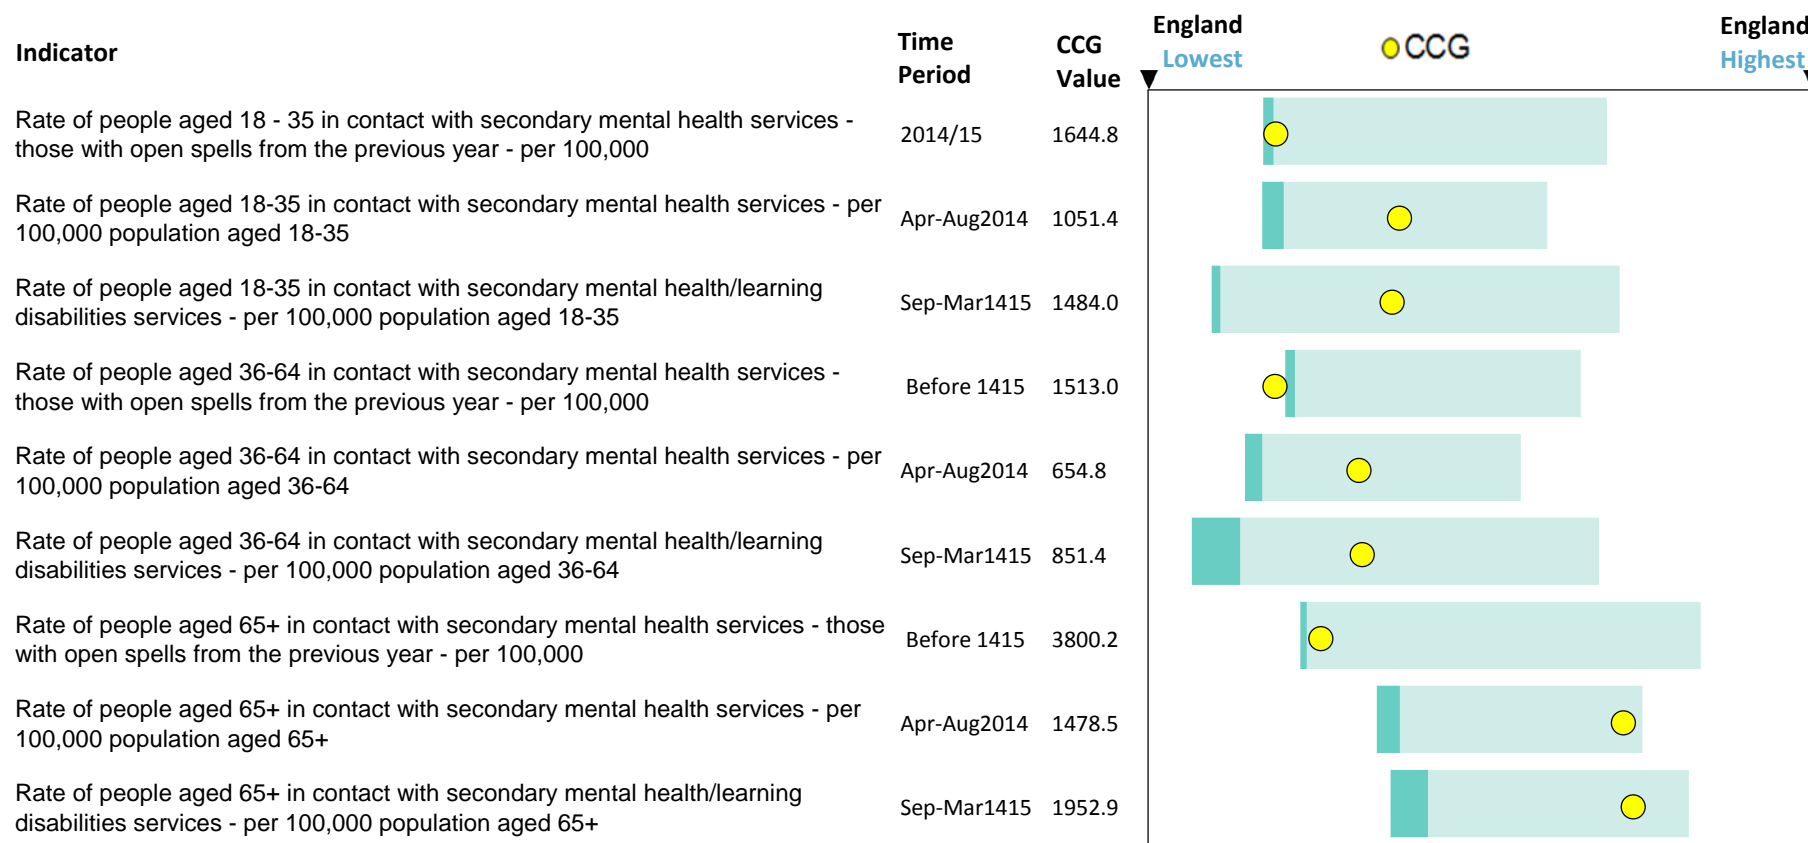 Indicator
Time
Period
CCG
Value
England
Lowest
CCG
England
Highest
Rate of people aged 18 - 35 in contact with secondary mental health services -
those with open spells from the previous year - per 100,000
2014/15
1644.8
Rate of people aged 18-35 in contact with secondary mental health services - per
100,000 population aged 18-35
Apr-Aug2014
1051.4
Rate of people aged 18-35 in contact with secondary mental health/learning
disabilities services - per 100,000 population aged 18-35
Sep-Mar1415
1484.0
Rate of people aged 36-64 in contact with secondary mental health services -
those with open spells from the previous year - per 100,000
Before 1415
1513.0
Rate of people aged 36-64 in contact with secondary mental health services - per
100,000 population aged 36-64
Apr-Aug2014
654.8
Rate of people aged 36-64 in contact with secondary mental health/learning
disabilities services - per 100,000 population aged 36-64
Sep-Mar1415
851.4
Rate of people aged 65+ in contact with secondary mental health services - those
with open spells from the previous year - per 100,000
Before 1415
3800.2
Rate of people aged 65+ in contact with secondary mental health services - per
100,000 population aged 65+
Apr-Aug2014
1478.5
Rate of people aged 65+ in contact with secondary mental health/learning
disabilities services - per 100,000 population aged 65+
Sep-Mar1415
1952.9